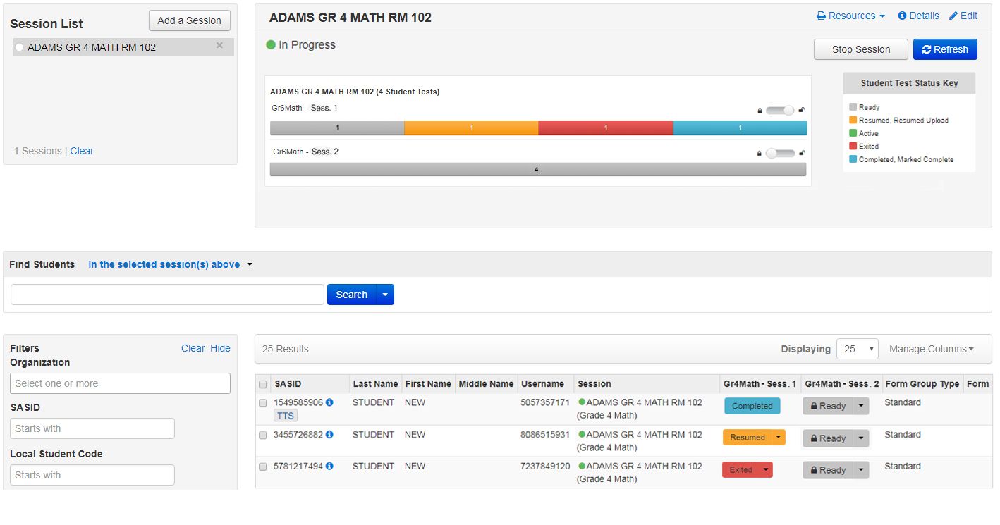 Session List
Add a Session
ADAMS GR 4 MATH RM 102
1 Sessions | Clear
ADAMS GR 4 MATH RM 102
Resources
Details
Edit
In Progress
Stop Session
Refresh
ADAMS GR 4 MATH RM 102 (4 Student Tests)
Gr6Math - Sess. 1
1 1 1 1
Gr6Math - Sess. 2
4
Student Test Status Key
Ready
Resumed, Resumed Upload
Active
Exited
Completed, Marked Complete
Find Students In the selected session(s) above
Search
Filters Clear Hide
Organization
Select one or more
SASID
Starts with
Local Student Code
Starts with
25 Results
Displaying 25 Manage Columns
SASID Last Name First Name Middle Name Username Session Gr4Math - Sess. 1 Gr4Math - Sess. 2 Form Group Type Form
1549585906 STUDENT NEW 5057357171 ADAMS GR 4 MATH RM 102 Completed Ready Standard
TTS (Grade 4 Math)
3455726882 STUDENT NEW 8086515931 ADAMS GR 4 MATH RM 102 Resumed Ready Standard
(Grade 4 Math)
5781217494 STUDENT NEW 7237849120 ADAMS GR 4 MATH RM 102 Exited Ready Standard
(Grade 4 Math)